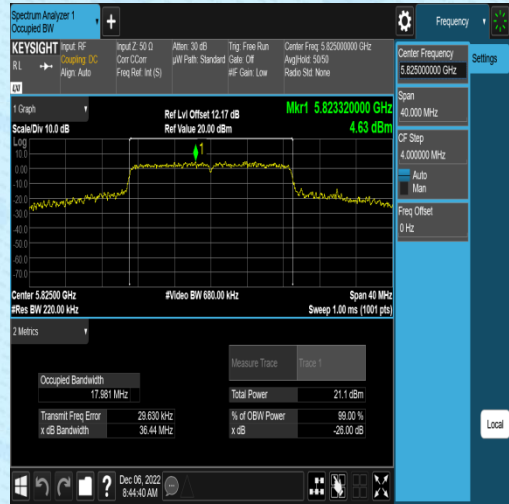 Spectrum Analyzer 1
Occupied BW
Frequency
KEYSIGHT
RL
Input: RF
Coupling: DC
Align: Auto
Input Z: 50 Ω
Corr CCorr
Freq Ref: Int (S)
Atten: 30 dB
µW Path: Standard
Trig: Free Run
Gate: Off
#IF Gain: Low
Center Freq: 5.825000000 GHz
Avg|Hold: 50/50
Radio Std: None
LXI
Center Frequency
5.825000000 GHz
Settings
Span
40.000 MHz
CF Step
4.000000 MHz
Auto
Man
Freq Offset
0 Hz
1 Graph
Scale/Div 10.0 dB
Ref Lvl Offset 12.17 dB
Ref Value 20.00 dBm
Mkr1 5.823320000 GHz
4.63 dBm
Log
10.0
0.00
-10.0
-20.0
-30.0
-40.0
-50.0
-60.0
-70.0
1
Center 5.82500 GHz
#Res BW 220.00 kHz
#Video BW 680.00 kHz
Span 40 MHz
Sweep 1.00 ms (1001 pts)
2 Metrics
Measure Trace
Trace 1
Occupied Bandwidth
17.981 MHz
Total Power
21.1 dBm
Transmit Freq Error
29.630 kHz
% of OBW Power
99.00 %
x dB Bandwidth
36.44 MHz
x dB
-26.00 dB
Local
?
Dec 06, 2022
8:44:40 AM